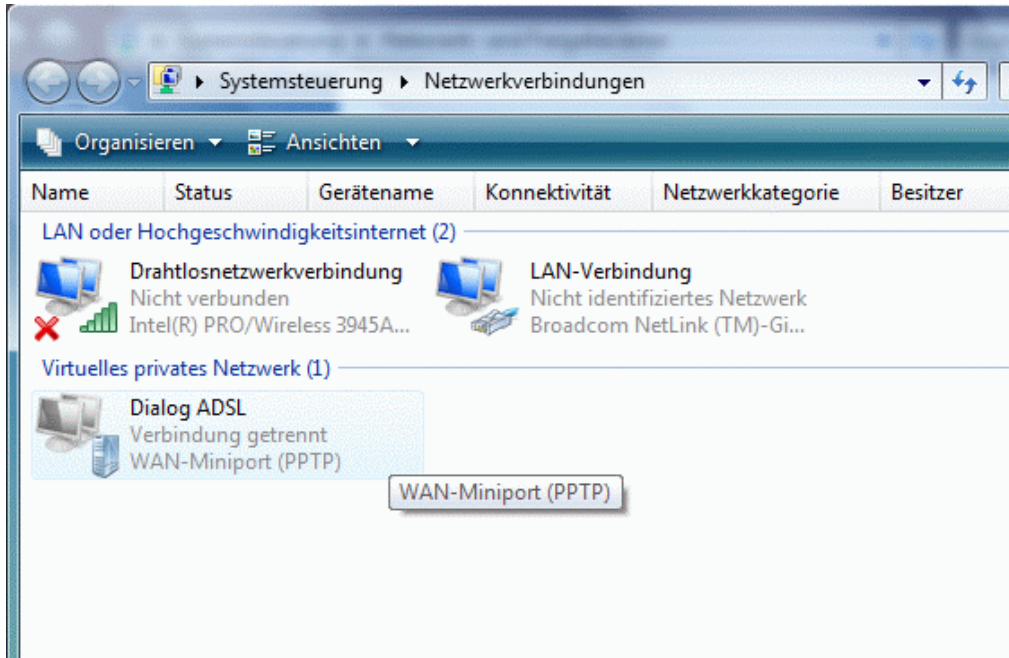 Systemsteuerung Netzwerkverbindungen
Organisieren Ansichten
Name Status Gerätename Konnektivität Netzwerkkategorie Besitzer
LAN oder Hochgeschwindigkeitsinternet (2)
Drahtlosnetzwerkverbindung
Nicht verbunden
Intel(R) PRO/Wireless 3945A...
LAN-Verbindung
Nicht identifiziertes Netzwerk
Broadcom NetLink (TM)-Gi...
Virtuelles privates Netzwerk (1)
Dialog ADSL
Verbindung getrennt
WAN-Miniport (PPTP)
WAN-Miniport (PPTP)